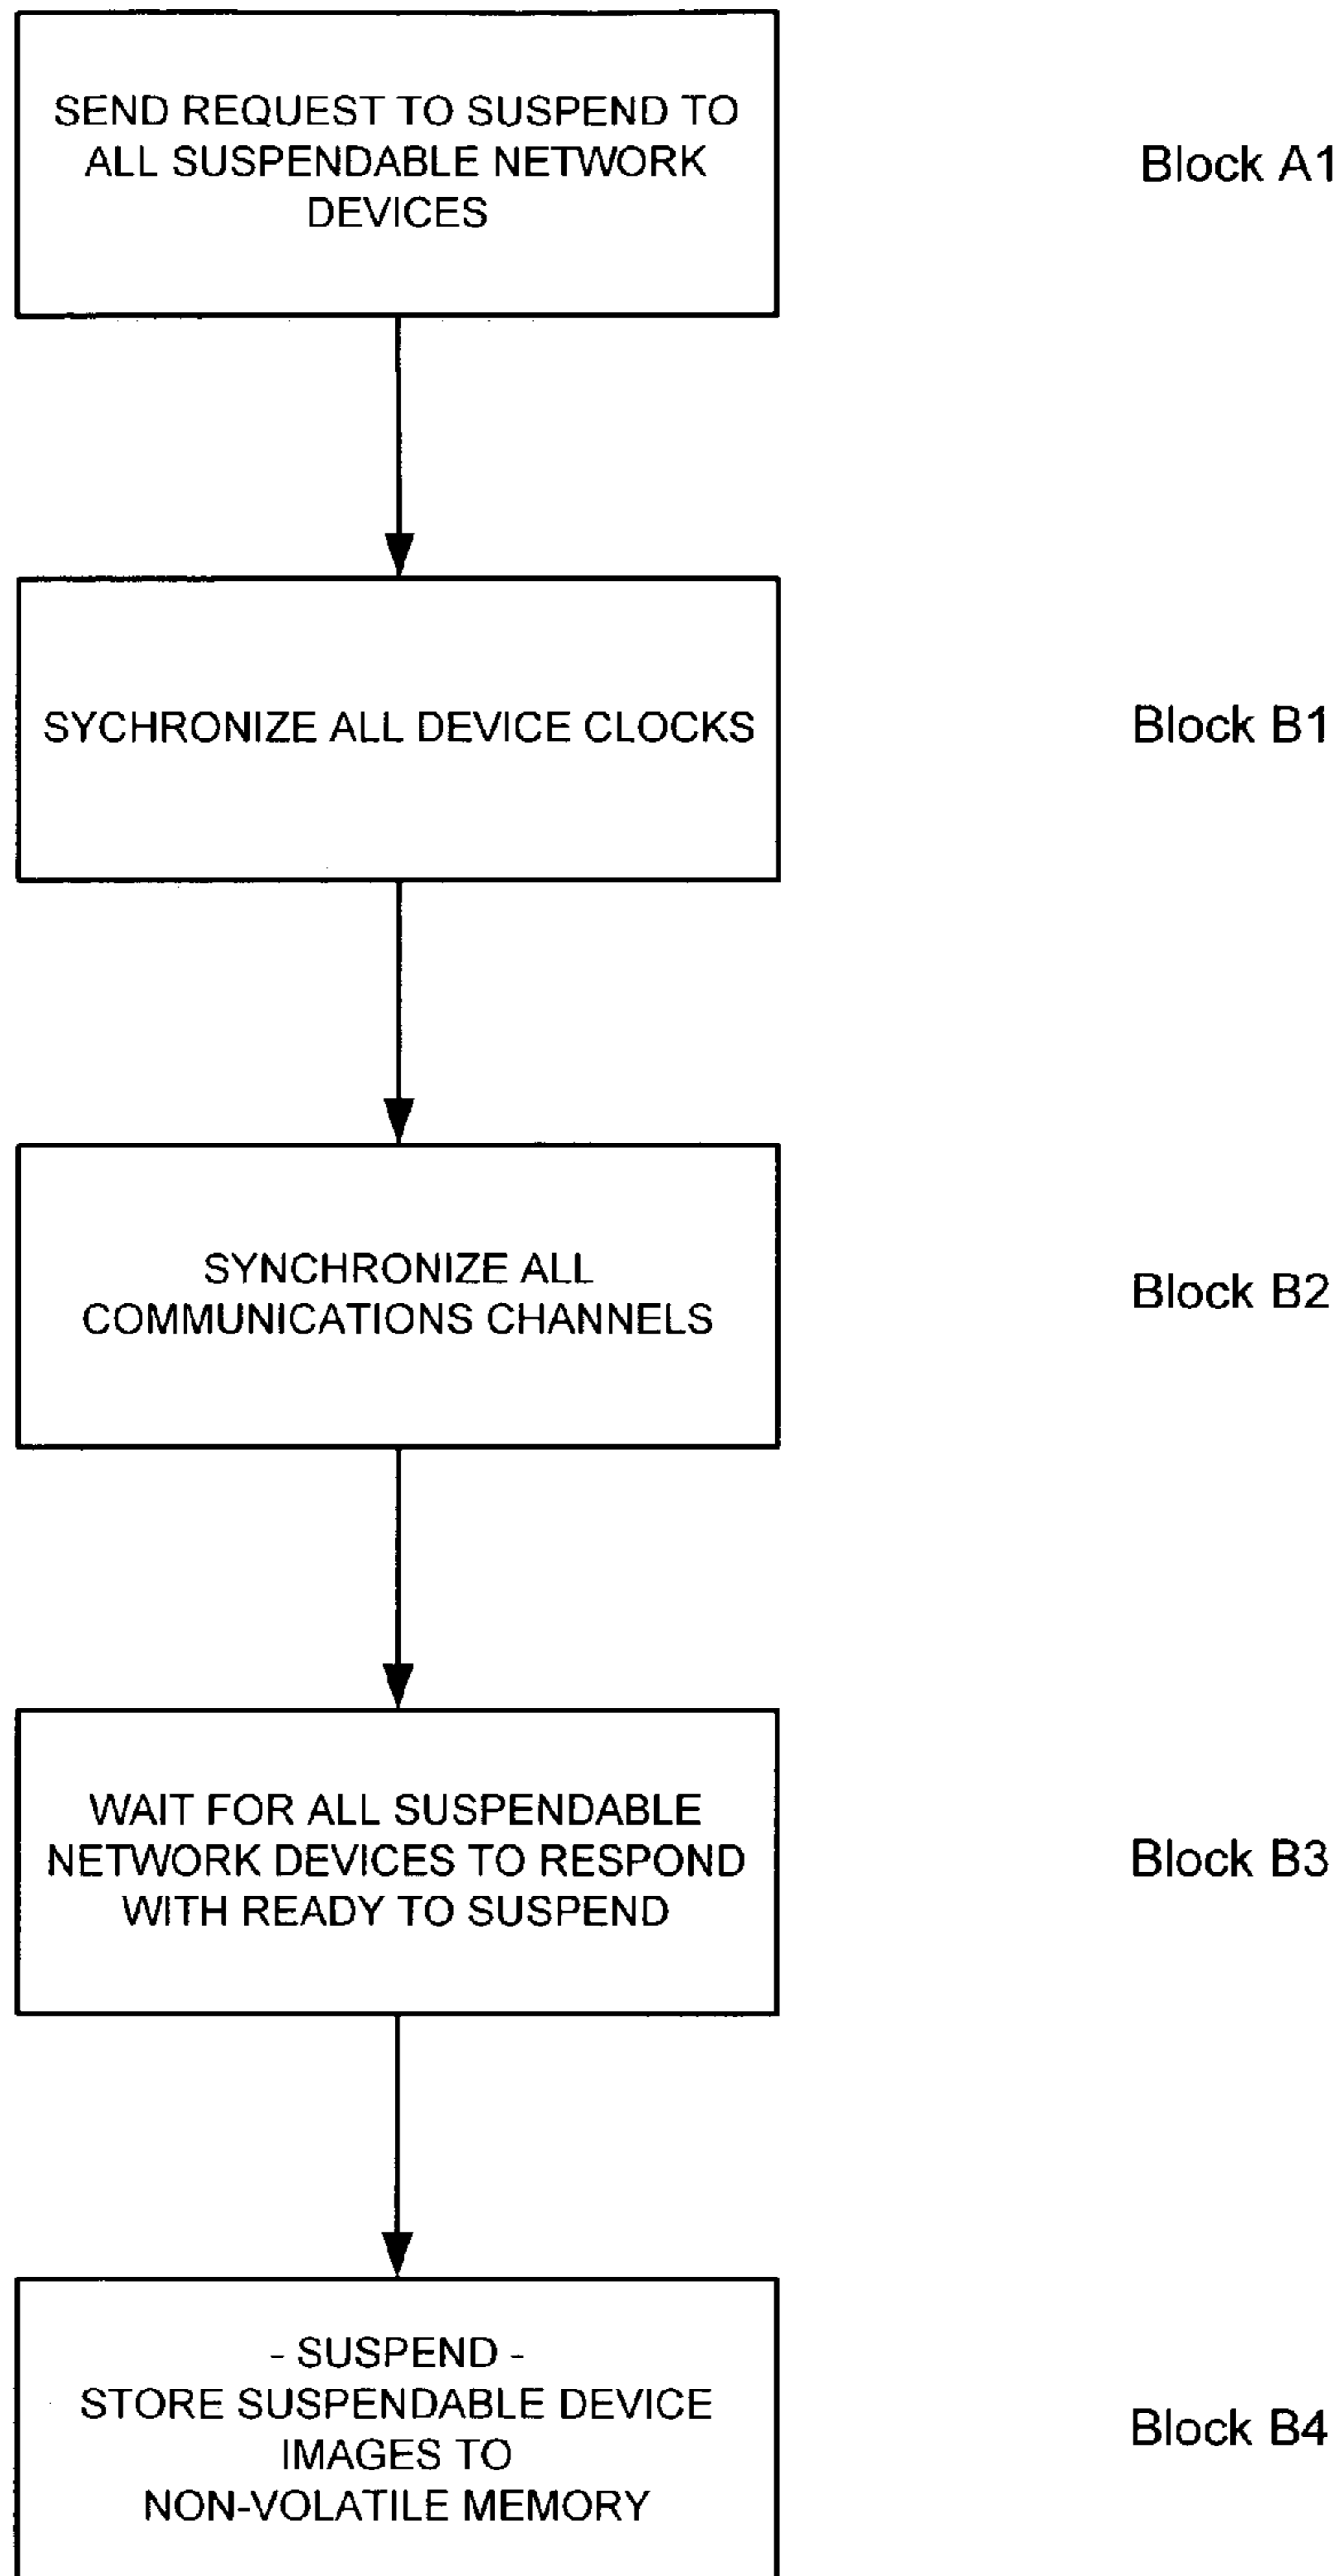 SEND REQUEST TO SUSPEND TO
ALL SUSPENDABLE NETWORK
DEVICES
Block A1
SYCHRONIZE ALL DEVICE CLOCKS
Block B1
SYNCHRONIZE ALL
COMMUNICATIONS CHANNELS
Block B2
WAIT FOR ALL SUSPENDABLE
NETWORK DEVICES TO RESPOND
WITH READY TO SUSPEND
Block B3
- SUSPEND -
STORE SUSPENDABLE DEVICE
IMAGES TO
NON-VOLATILE MEMORY
Block B4